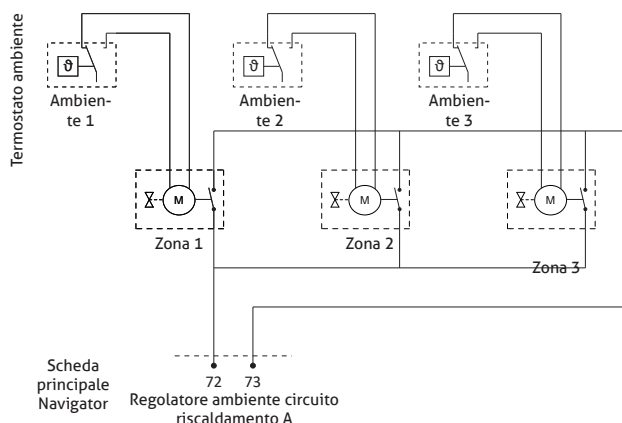 Termostato ambiente
ϑ
ϑ
ϑ
Ambien-
te 1
Ambien-
te 2
Ambien-
te 3
M
M
M
Zona 1
Zona 2
Zona 3
Scheda
principale
Navigator
72
73
Regolatore ambiente circuito
riscaldamento A